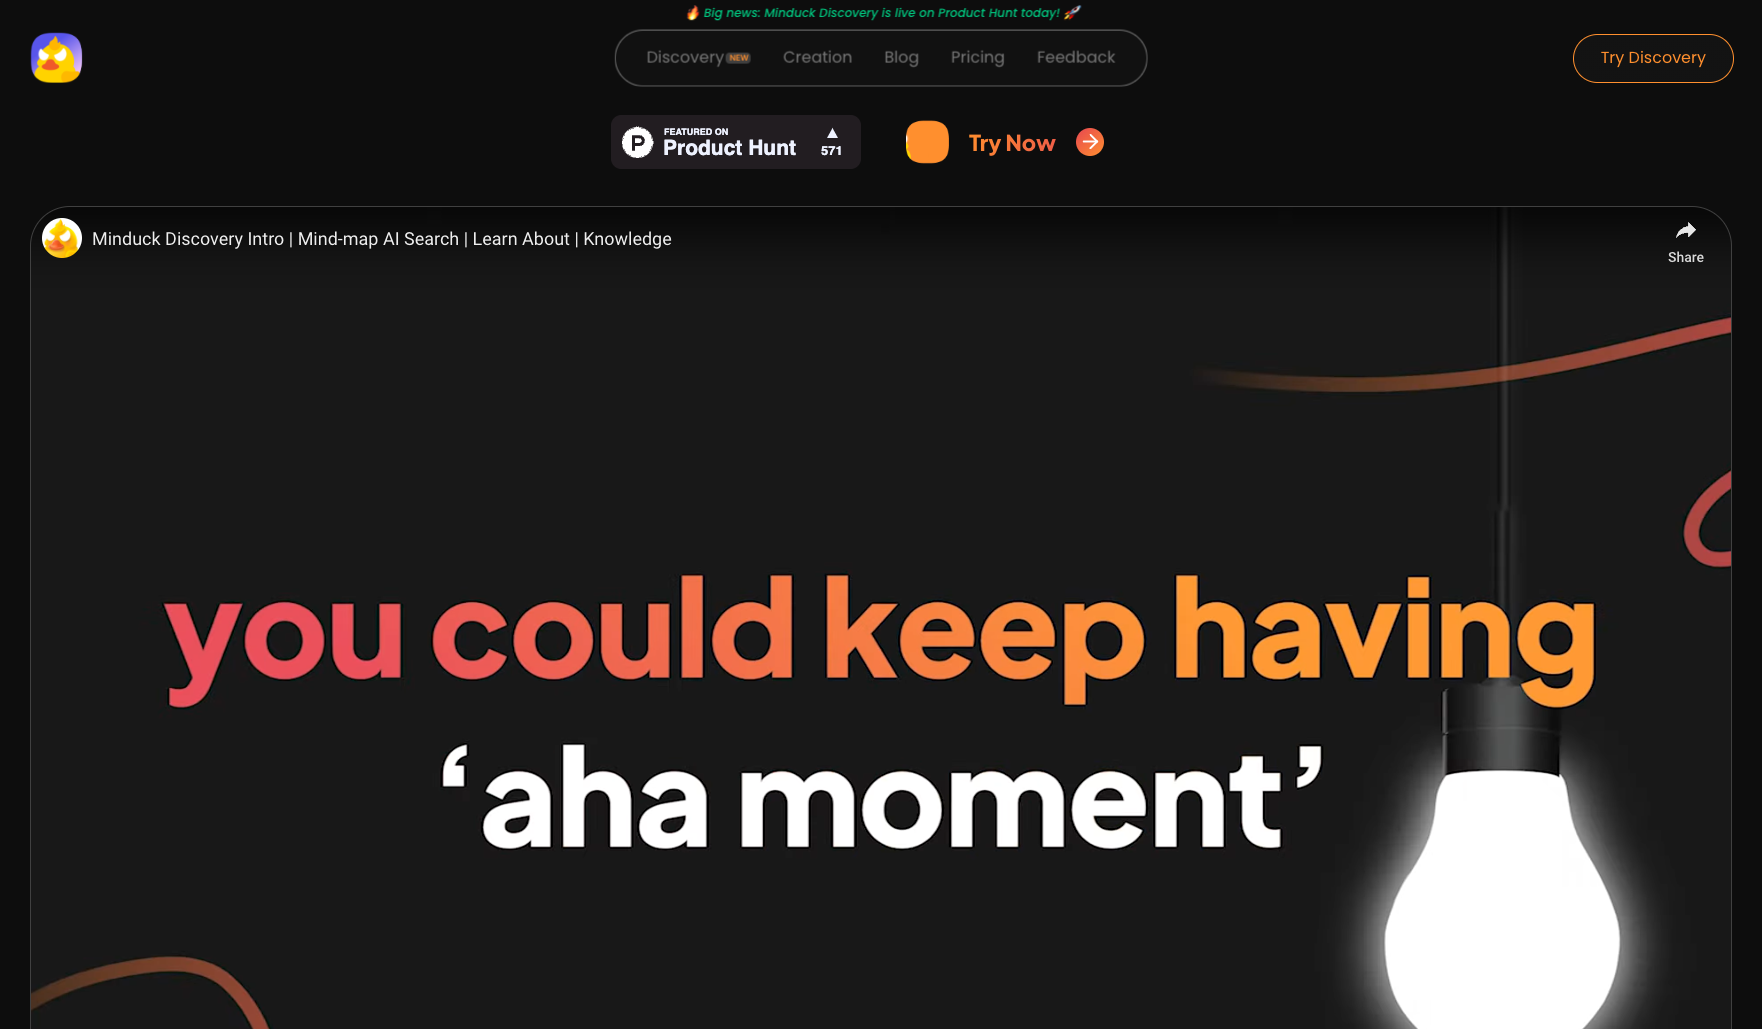 🔥 Big news: Minduck Discovery is live on Product Hunt today! 🚀
Discovery NEW Creation Blog Pricing Feedback
Try Discovery
P FEATURED ON
Product Hunt
▲
571
Try Now
Minduck Discovery Intro | Mind-map AI Search | Learn About | Knowledge
Share
you could keep having
‘aha moment’